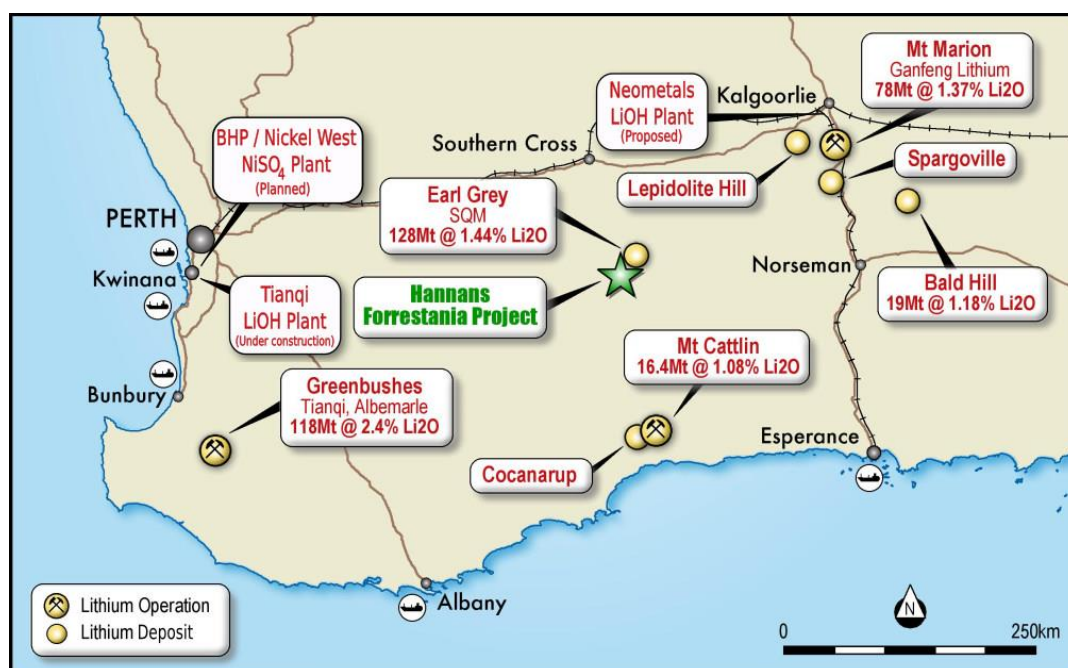 Mt Marion
Ganfeng Lithium
78Mt @ 1.37% Li2O
Neometals
LiOH Plant
(Proposed)
Kalgoorlie
BHP / Nickel West
NiSO4 Plant
(Planned)
Southern Cross
Lepidolite Hill
Spargoville
Earl Grey
SQM
128Mt @ 1.44% Li2O
PERTH
Kwinana
Norseman
Bald Hill
19Mt @ 1.18% Li2O
Hannans
Forrestania Project
Tianqi
LiOH Plant
(Under construction)
Mt Cattlin
16.4Mt @ 1.08% Li2O
Bunbury
Greenbushes
Tianqi, Albemarle
118Mt @ 2.4% Li2O
Esperance
Cocanarup
Albany
Lithium Operation
Lithium Deposit
N
0 250km